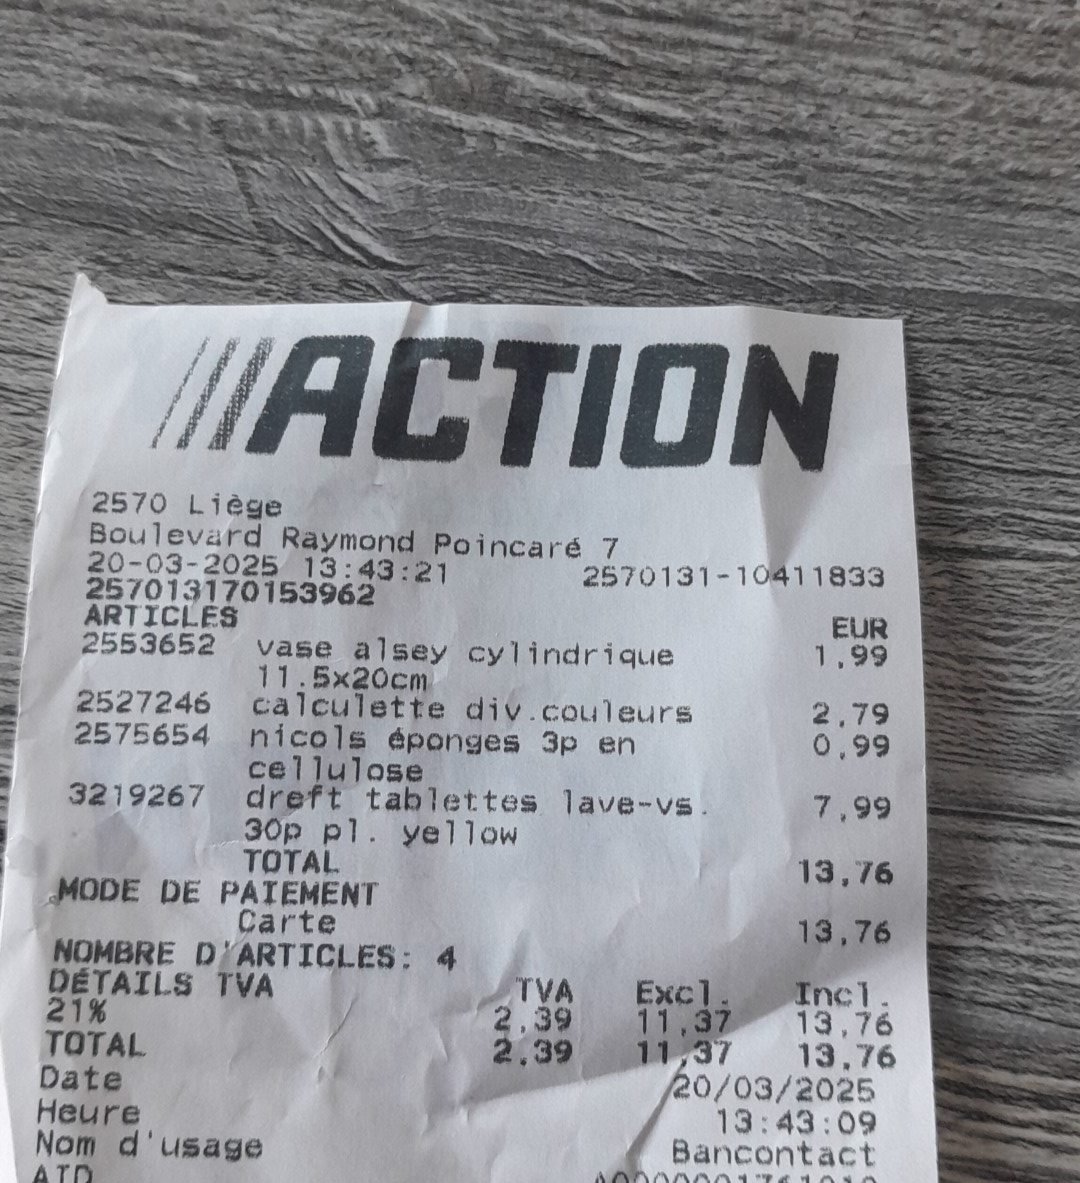 ACTION
2570 Liège
Boulevard Raymond Poincaré 7
20-03-2025 13:43:21 2570131-10411833
257013170153962
ARTICLES EUR
2553652 vase alsey cylindrique 1,99
11.5x20cm
2527246 calculette div.couleurs 2,79
2575654 nicols éponges 3p en 0,99
cellulose
3219267 dreft tablettes lave-vs. 7,99
30p pl. yellow
TOTAL 13,76
MODE DE PAIEMENT
Carte 13,76
NOMBRE D'ARTICLES: 4
DÉTAILS TVA TVA Excl. Incl.
21% 2,39 11,37 13,76
TOTAL 2,39 11,37 13,76
Date 20/03/2025
Heure 13:43:09
Nom d'usage Bancontact
AID